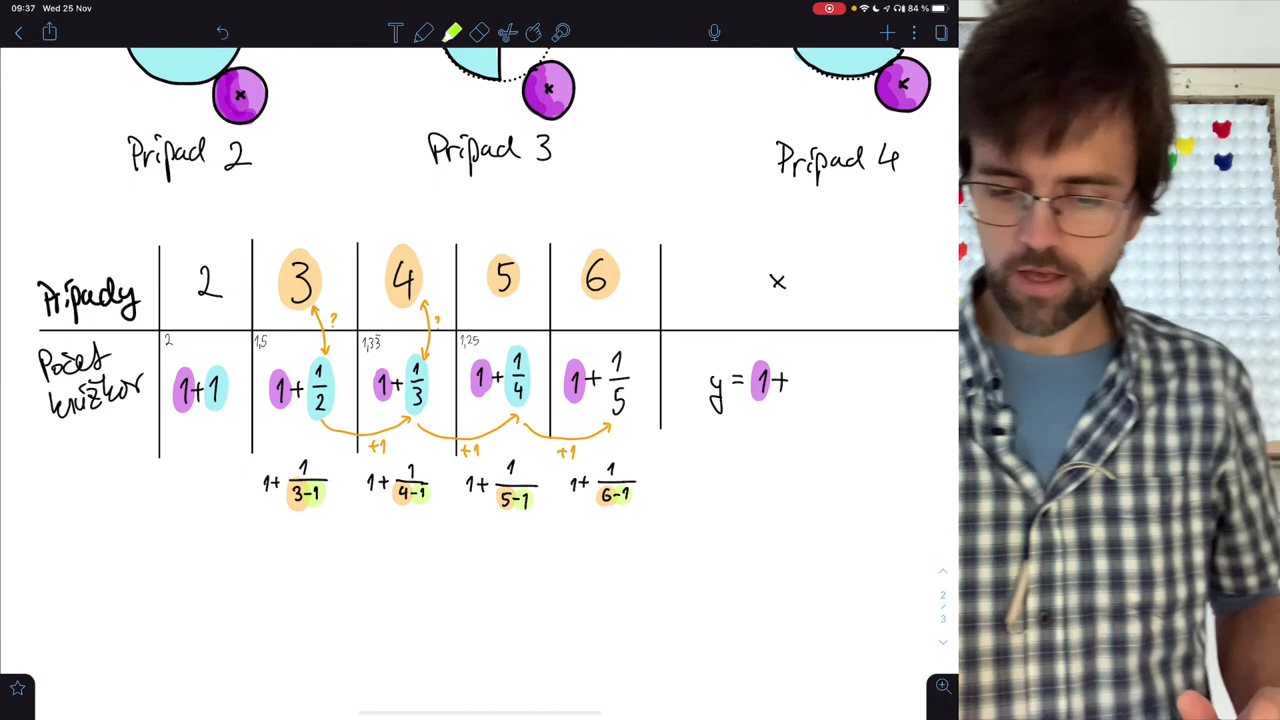 09:37 Wed 25 Nov
84 %
T
x x x
Prípad 2 Prípad 3 Prípad 4
Prípady 2 3 4 5 6 x
? ?
2 1,5 1,33 1,25
Počet krúžkov 1+1 1+1/2 1+1/3 1+1/4 1+1/5 y = 1+
+1 +1 +1
1+1/(3-1) 1+1/(4-1) 1+1/(5-1) 1+1/(6-1)
2
/
3